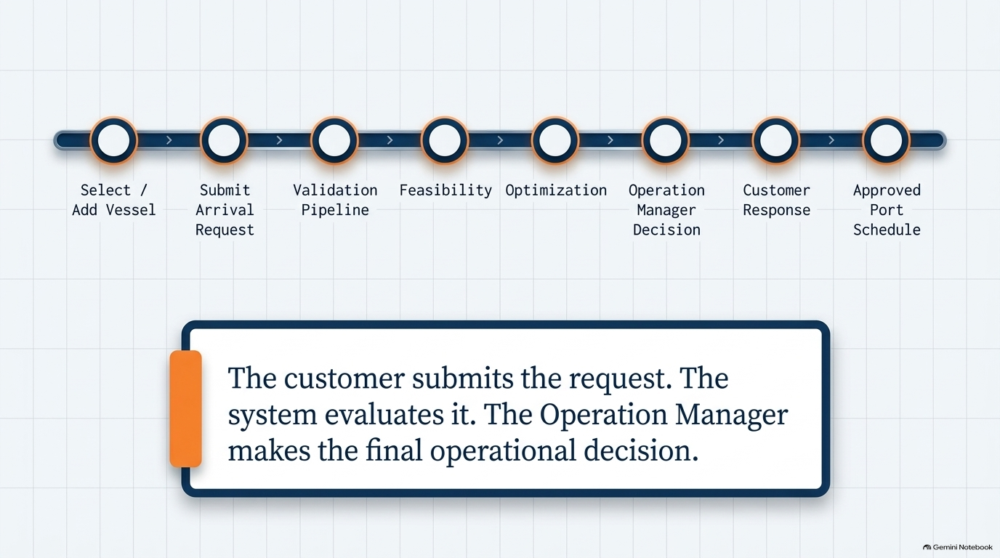 Select /
Add Vessel
Submit
Arrival
Request
Validation
Pipeline
Feasibility
Optimization
Operation
Manager
Decision
Customer
Response
Approved
Port
Schedule
The customer submits the request. The
system evaluates it. The Operation Manager
makes the final operational decision.
Gemini Notebook